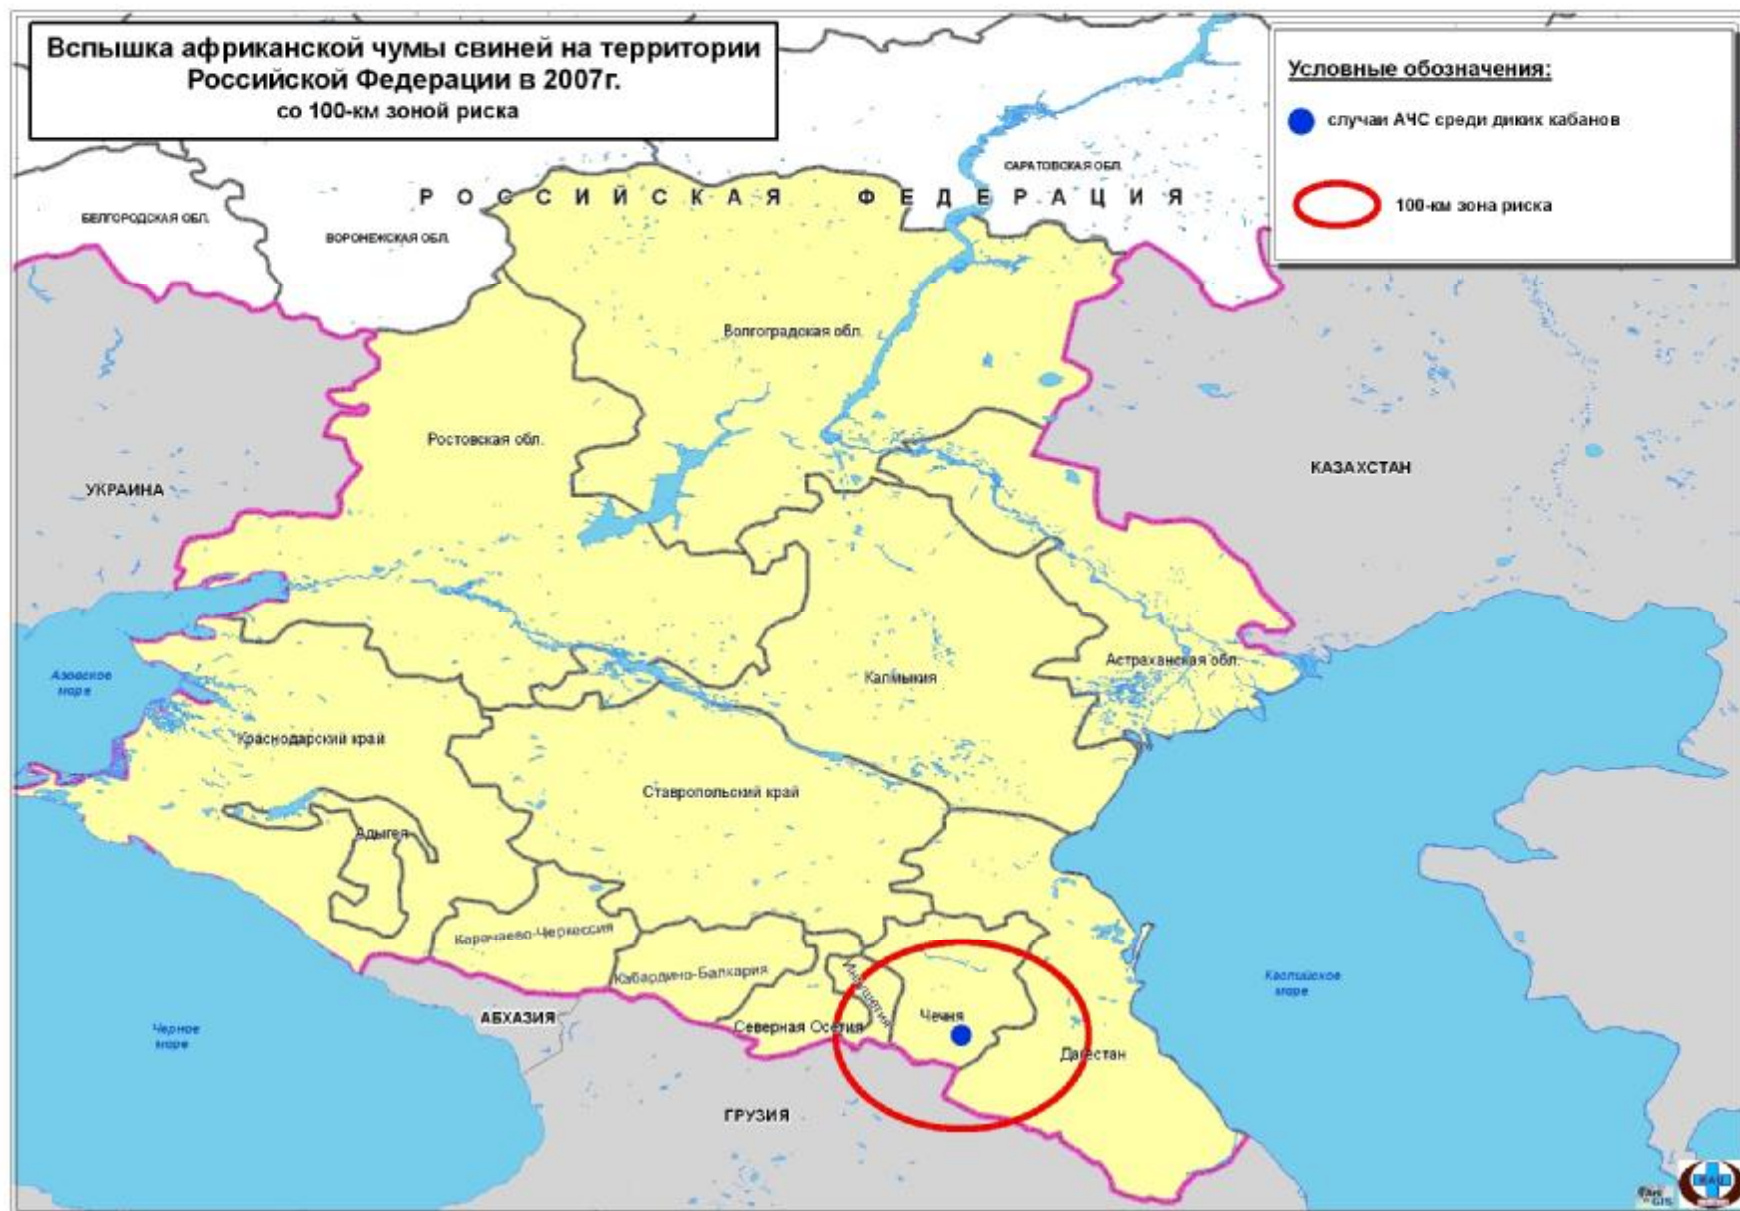 Вспышка африканской чумы свиней на территории
Российской Федерации в 2007г.
со 100-км зоной риска
Условные обозначения:
случаи АЧС среди диких кабанов
100-км зона риска
САРАТОВСКАЯ ОБЛ.
РОССИЙСКАЯ ФЕДЕРАЦИЯ
БЕЛГОРОДСКАЯ ОБЛ.
ВОРОНЕЖСКАЯ ОБЛ.
Волгоградская обл.
Ростовская обл.
КАЗАХСТАН
УКРАИНА
Астраханская обл.
Азовское
море
Калмыкия
Краснодарский край
Ставропольский край
Адыгея
Карачаево-Черкессия
Кабардино-Балкария
Ингушетия
Каспийское
море
АБХАЗИЯ
Чечня
Северная Осетия
Черное
море
Дагестан
ГРУЗИЯ
GIS